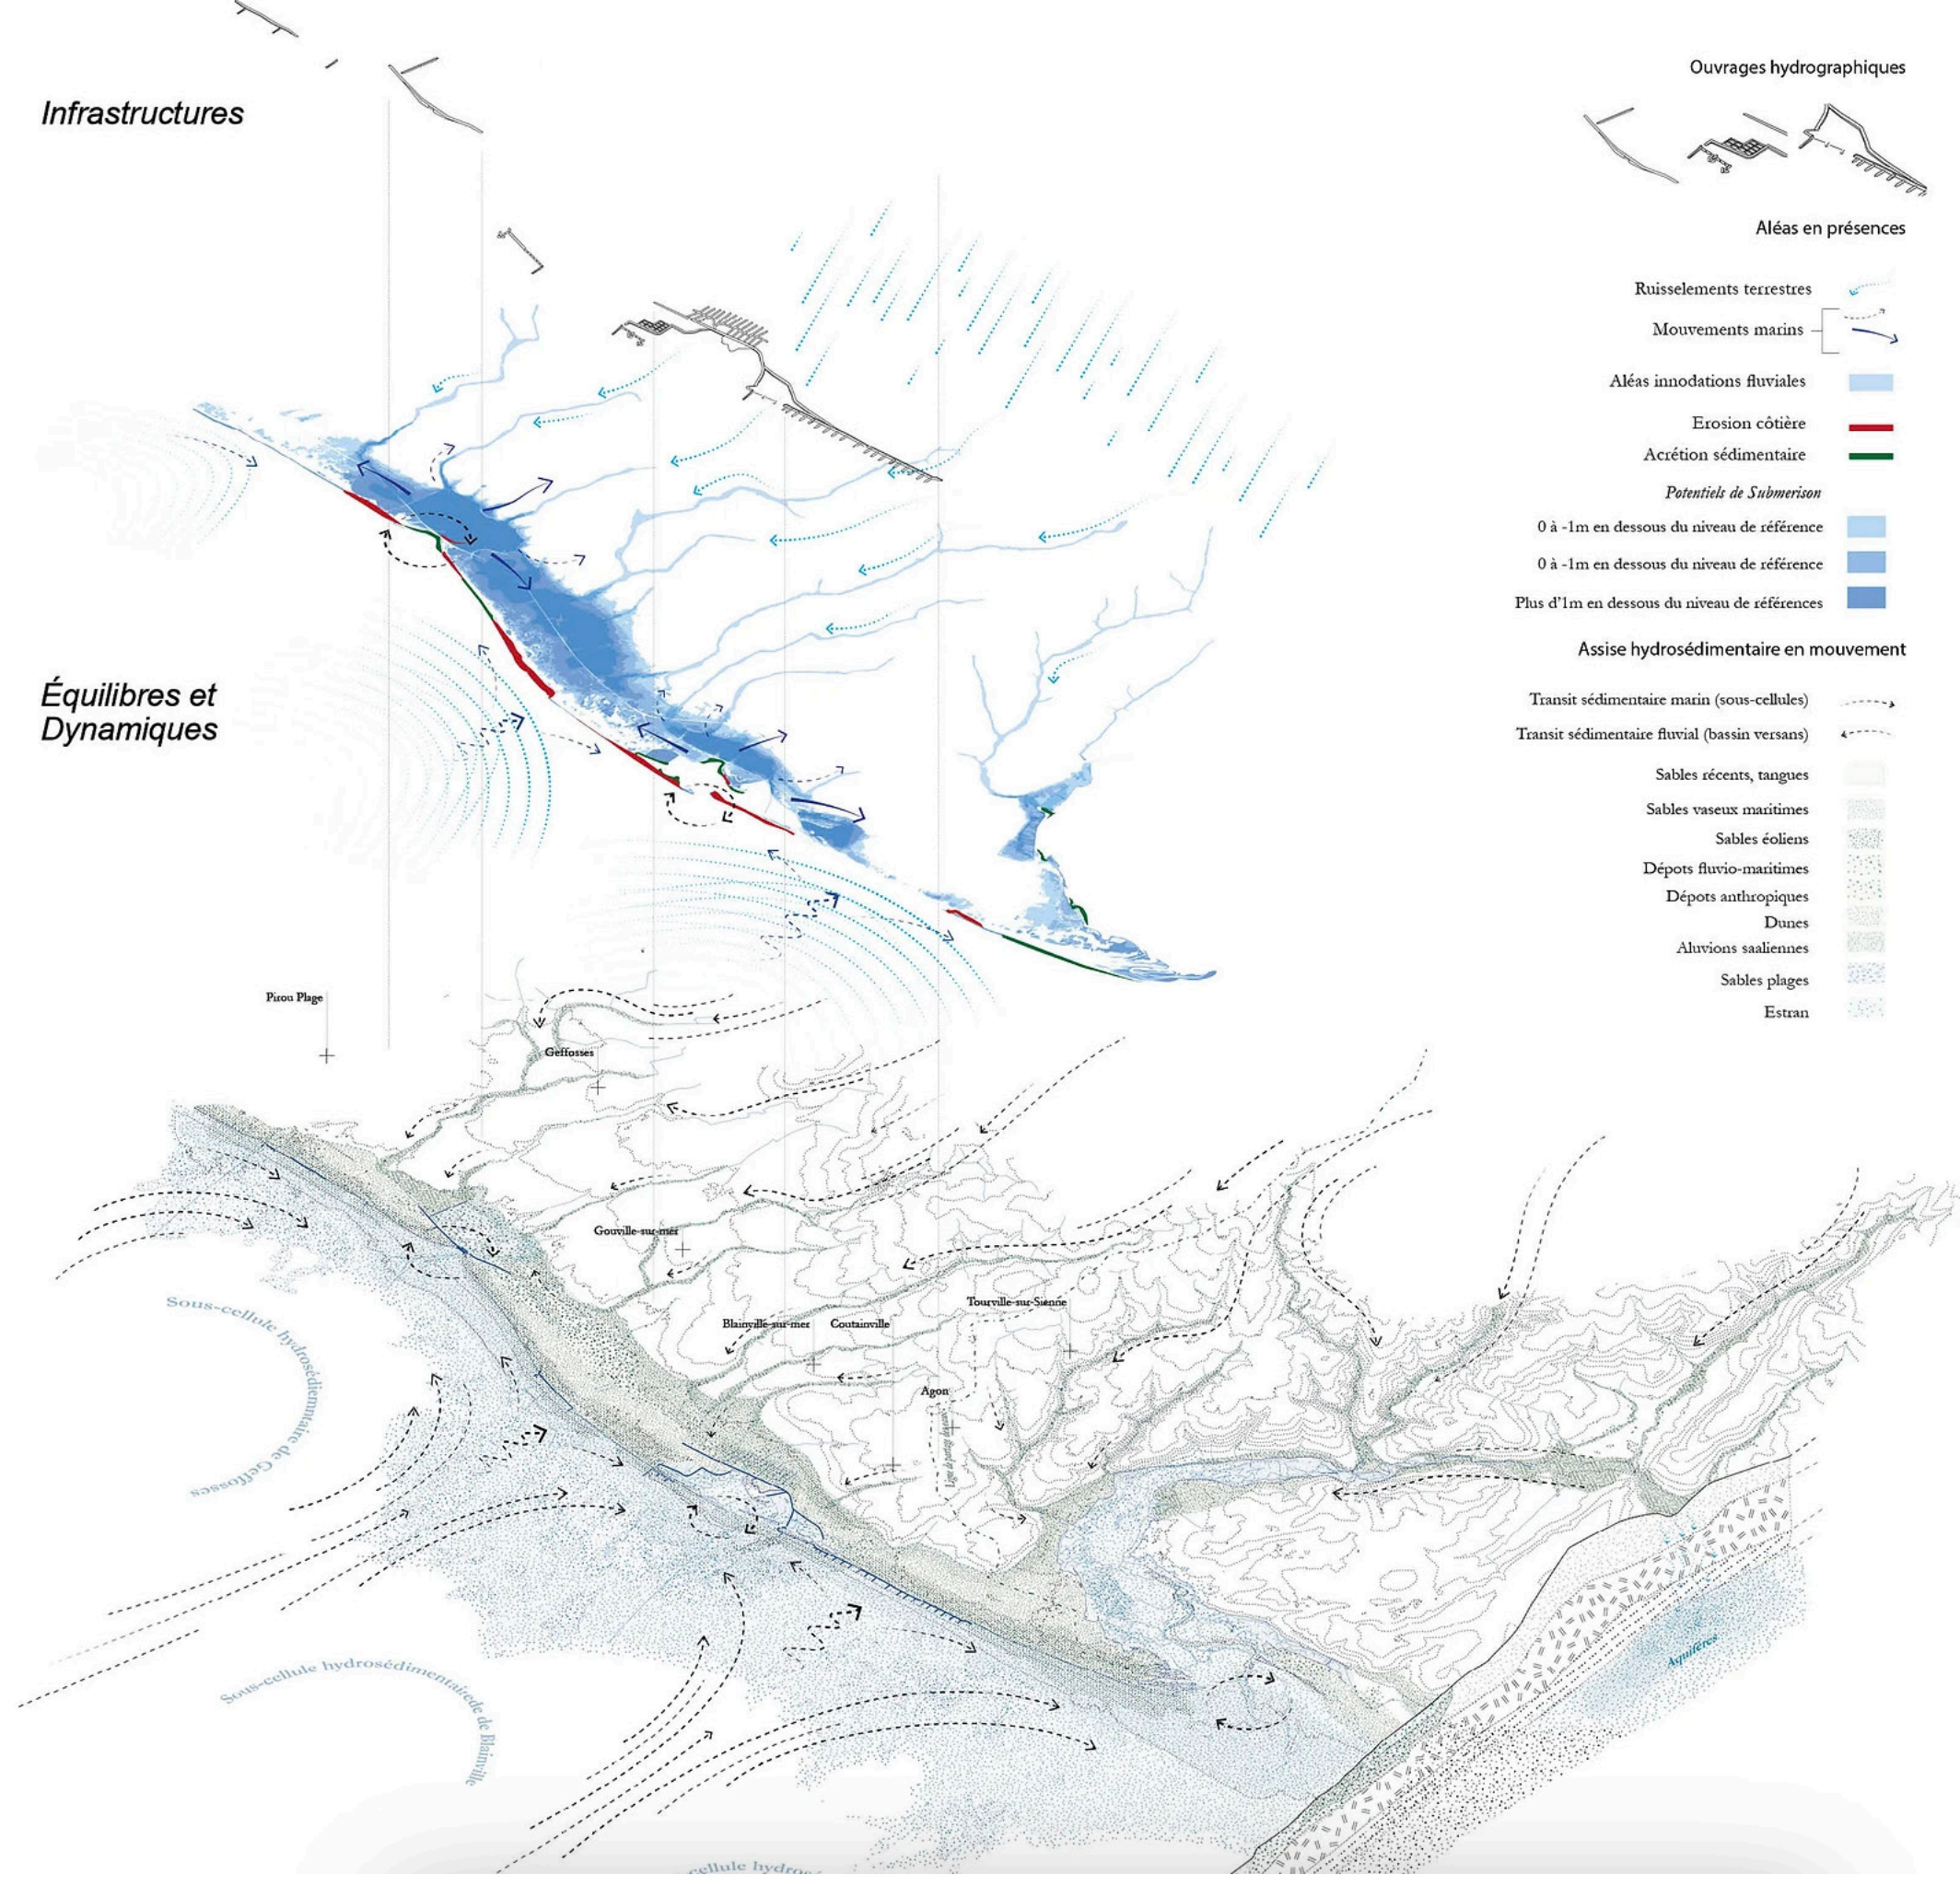 Infrastructures
Ouvrages hydrographiques
Aléas en présences
Ruisselements terrestres
Mouvements marins
Aléas innodations fluviales
Erosion côtière
Acrétion sédimentaire
Potentiels de Submerison
0 à -1m en dessous du niveau de référence
0 à -1m en dessous du niveau de référence
Plus d'1m en dessous du niveau de références
Assise hydrosédimentaire en mouvement
Équilibres et
Dynamiques
Transit sédimentaire marin (sous-cellules)
Transit sédimentaire fluvial (bassin versans)
Sables récents, tangues
Sables vaseux maritimes
Sables éoliens
Dépots fluvio-maritimes
Dépots anthropiques
Dunes
Aluvions saaliennes
Sables plages
Estran
Pirou Plage
Geffosses
Gouville-sur-mer
Tourville-sur-Sienne
Blainville-sur-mer
Coutainville
Agon
Sous-cellule hydrosédiementaire de Geffosses
Sous-cellule hydrosédimentairede de Blainville
Aquifères
cellule hydro